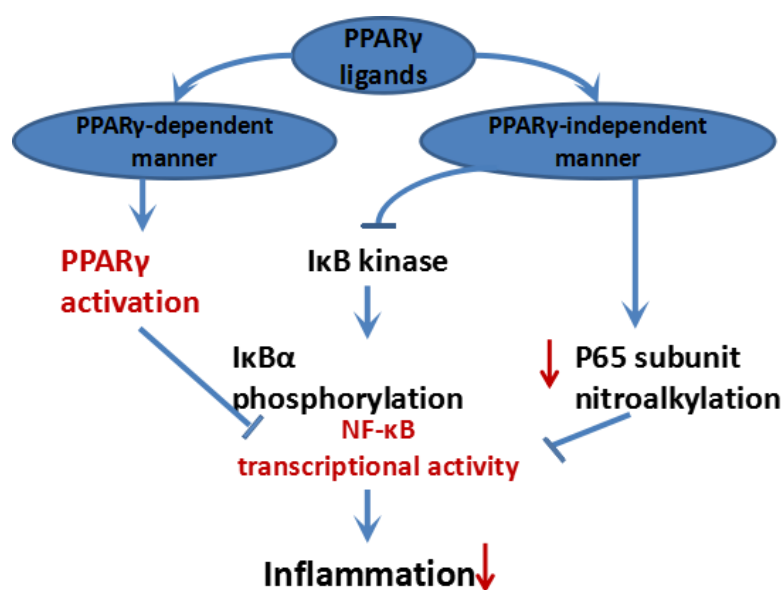 PPARγ
ligands
PPARγ-dependent
manner
PPARγ-independent
manner
PPARγ
activation
IκB kinase
IκBα
phosphorylation
P65 subunit
nitroalkylation
NF-κB
transcriptional activity
Inflammation